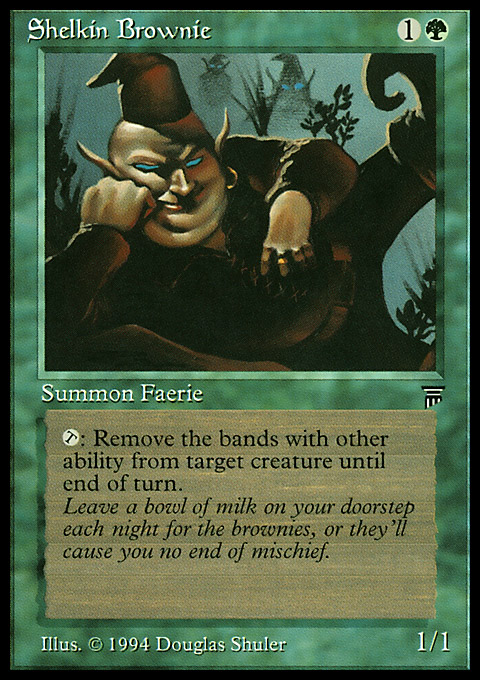 Shelkin Brownie 1
Summon Faerie
T: Remove the bands with other
ability from target creature until
end of turn.
Leave a bowl of milk on your doorstep
each night for the brownies, or they'll
cause you no end of mischief.
Illus. © 1994 Douglas Shuler 1/1